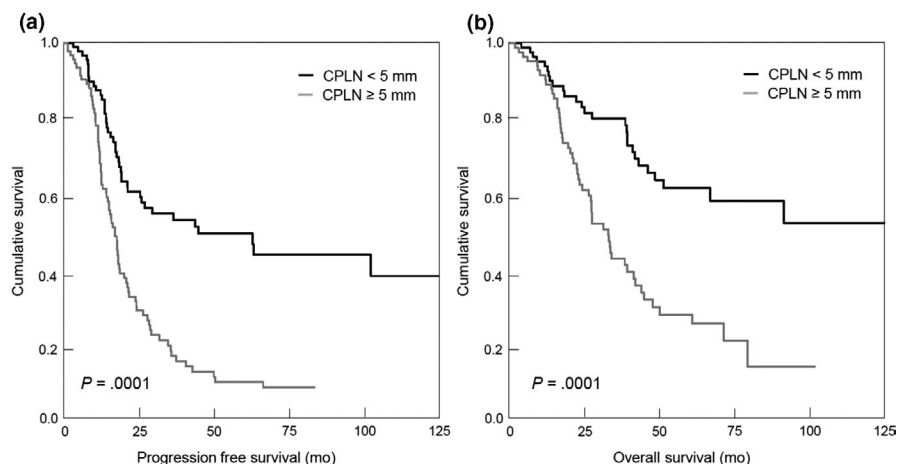 (a)
1.0
0.8
0.6
0.4
0.2
0.0
Cumulative survival
CPLN < 5 mm
CPLN ≥ 5 mm
P = .0001
0 25 50 75 100 125
Progression free survival (mo)
(b)
1.0
0.8
0.6
0.4
0.2
0.0
Cumulative survival
CPLN < 5 mm
CPLN ≥ 5 mm
P = .0001
0 25 50 75 100 125
Overall survival (mo)